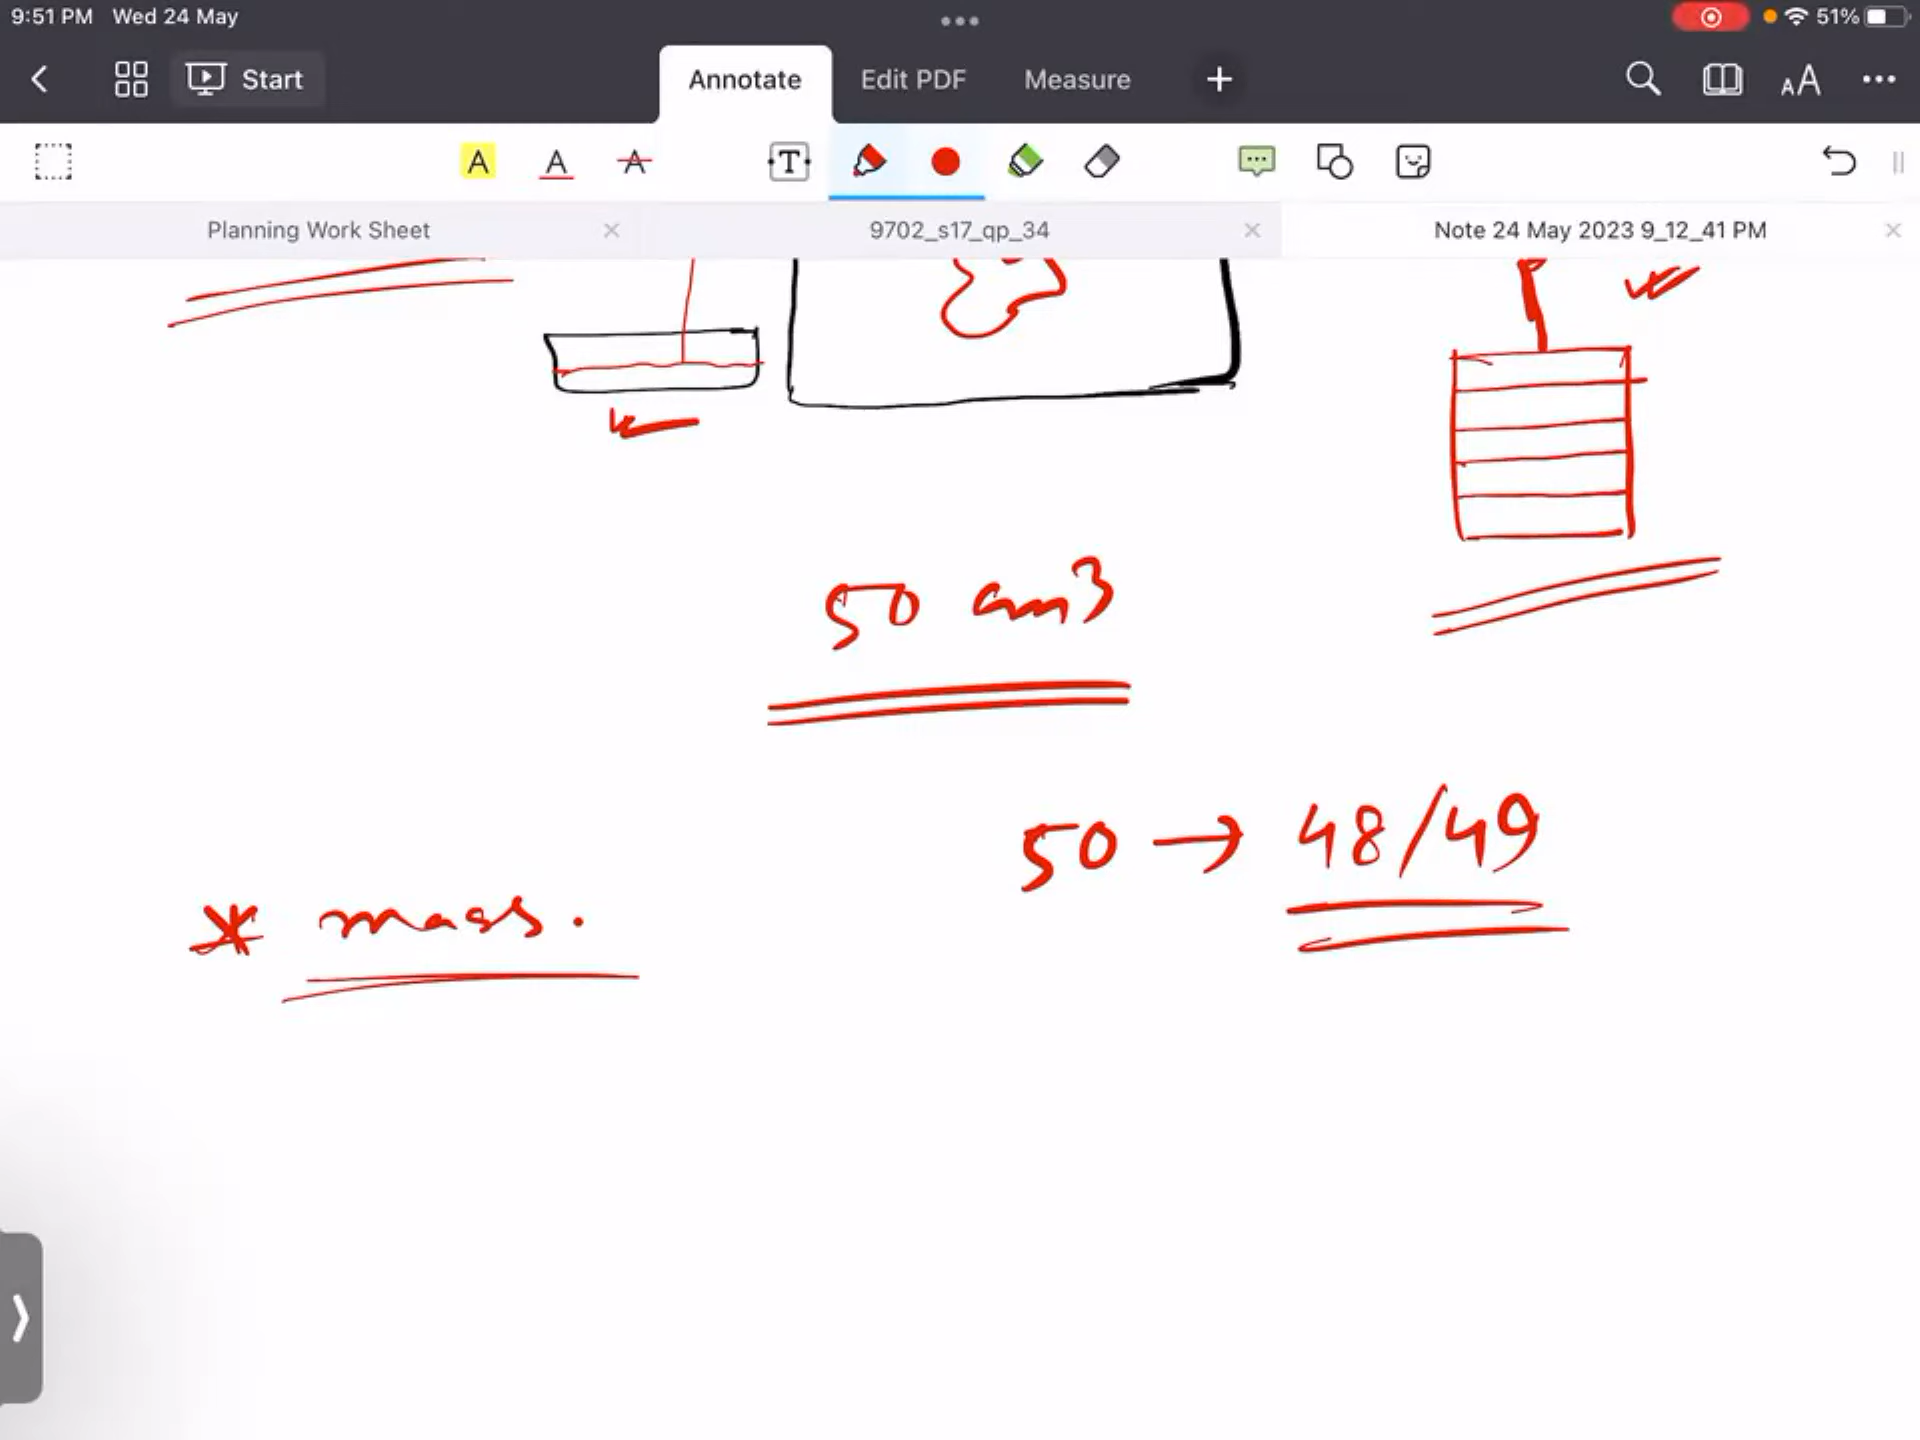 9:51 PM Wed 24 May
51%
Start
Annotate
Edit PDF
Measure
A A A T
AA
Planning Work Sheet
9702_s17_qp_34
Note 24 May 2023 9_12_41 PM
50 cm3
50 → 48/49
* mass.